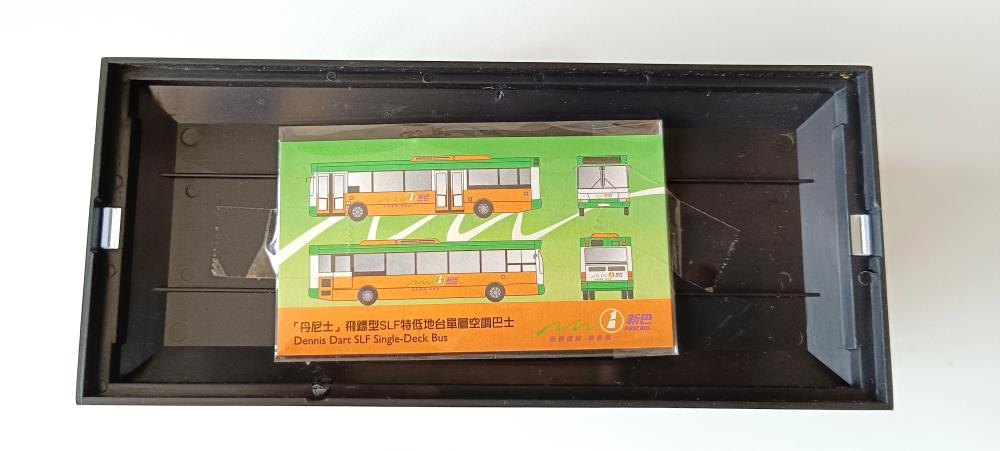 「丹尼士」飛鏢型SLF特低地台單層空調巴士
Dennis Dart SLF Single-Deck Bus
新巴
FIRST BUS